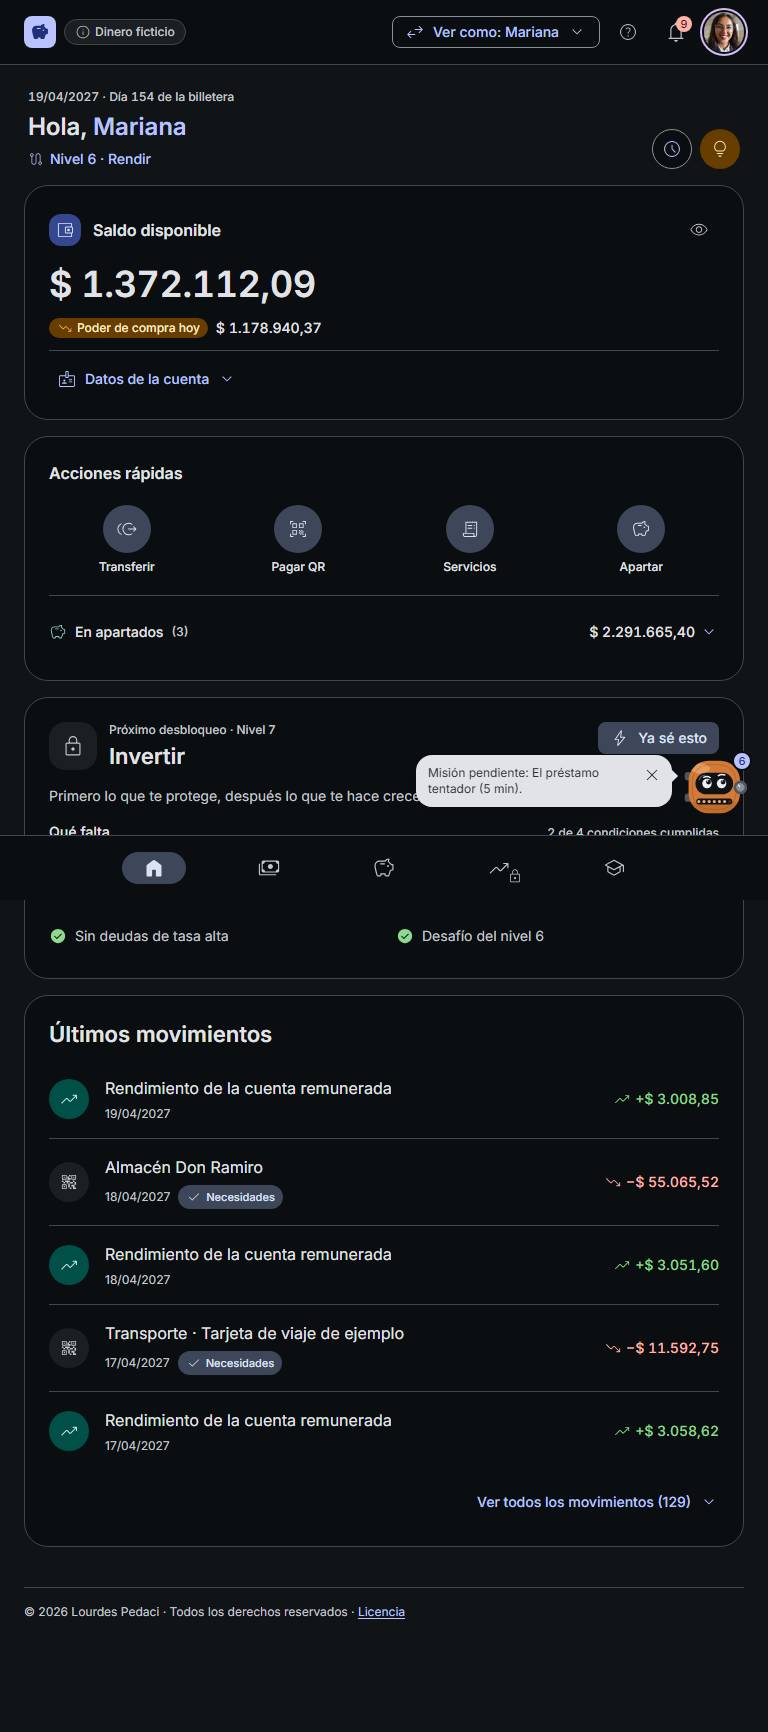 Dinero ficticio
Ver como: Mariana
9
19/04/2027 · Día 154 de la billetera
Hola, Mariana
Nivel 6 · Rendir
Saldo disponible
$ 1.372.112,09
Poder de compra hoy
$ 1.178.940,37
Datos de la cuenta
Acciones rápidas
Transferir
Pagar QR
Servicios
Apartar
En apartados (3)
$ 2.291.665,40
Próximo desbloqueo · Nivel 7
Invertir
Ya sé esto
Primero lo que te protege, después lo que te hace crece
Misión pendiente: El préstamo
tentador (5 min).
6
Qué falta
2 de 4 condiciones cumplidas
Sin deudas de tasa alta
Desafío del nivel 6
Últimos movimientos
Rendimiento de la cuenta remunerada
19/04/2027
+$ 3.008,85
Almacén Don Ramiro
18/04/2027
Necesidades
−$ 55.065,52
Rendimiento de la cuenta remunerada
18/04/2027
+$ 3.051,60
Transporte · Tarjeta de viaje de ejemplo
17/04/2027
Necesidades
−$ 11.592,75
Rendimiento de la cuenta remunerada
17/04/2027
+$ 3.058,62
Ver todos los movimientos (129)
© 2026 Lourdes Pedaci · Todos los derechos reservados · Licencia